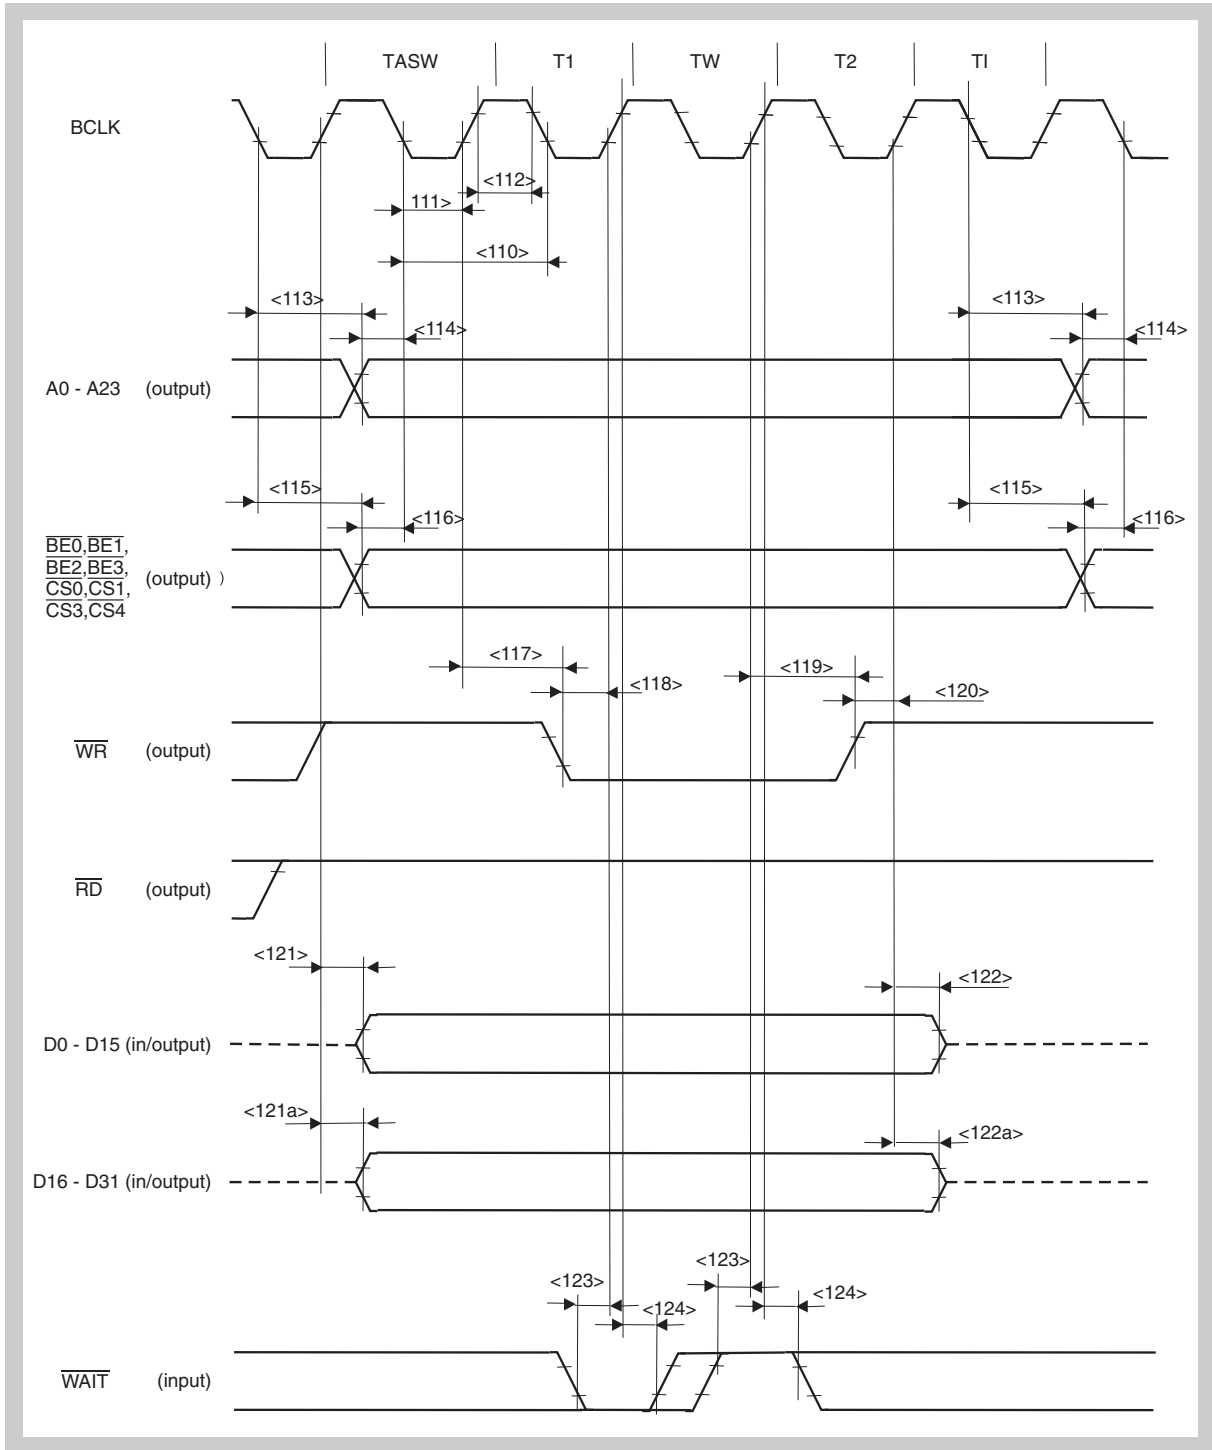 TASW T1 TW T2 TI
BCLK
<112>
111>
<110>
<113> <113>
<114> <114>
A0 - A23 (output)
<115> <115>
<116> <116>
BE0,BE1,
BE2,BE3, (output) )
CS0,CS1,
CS3,CS4
<117> <119>
<118> <120>
WR (output)
RD (output)
<121>
<122>
D0 - D15 (in/output)
<121a>
<122a>
D16 - D31 (in/output)
<123>
<123> <124>
<124>
WAIT (input)